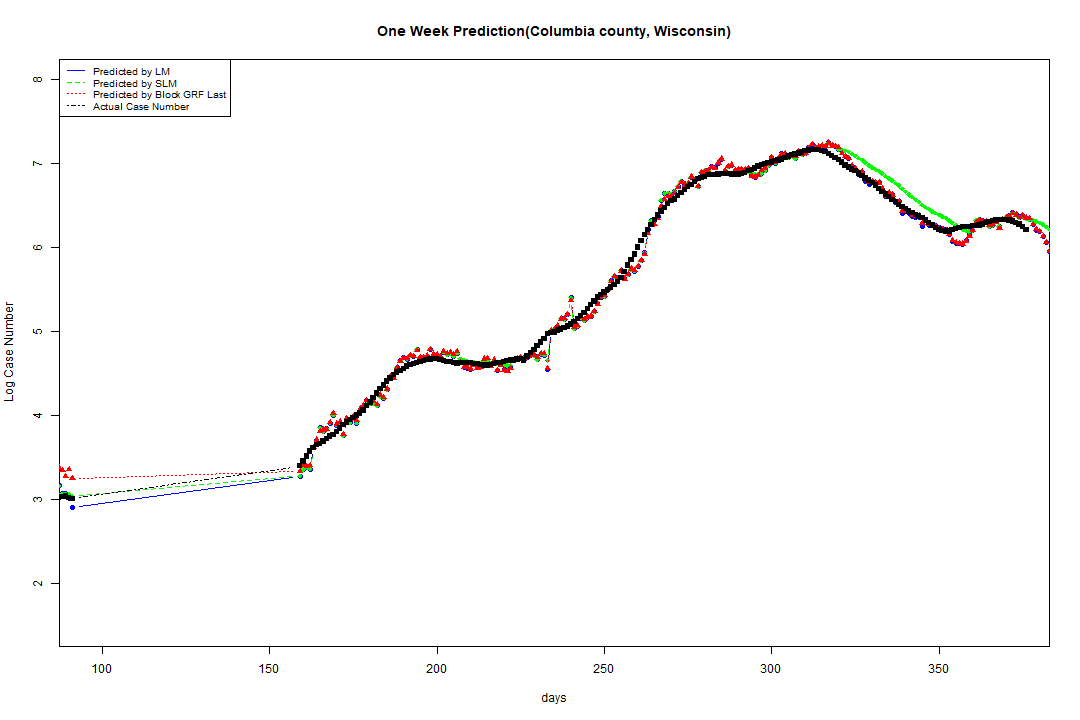 One Week Prediction(Columbia county, Wisconsin)
Predicted by LM
Predicted by SLM
Predicted by Block GRF Last
Actual Case Number
8
7
6
5
4
3
2
Log Case Number
100 150 200 250 300 350
days